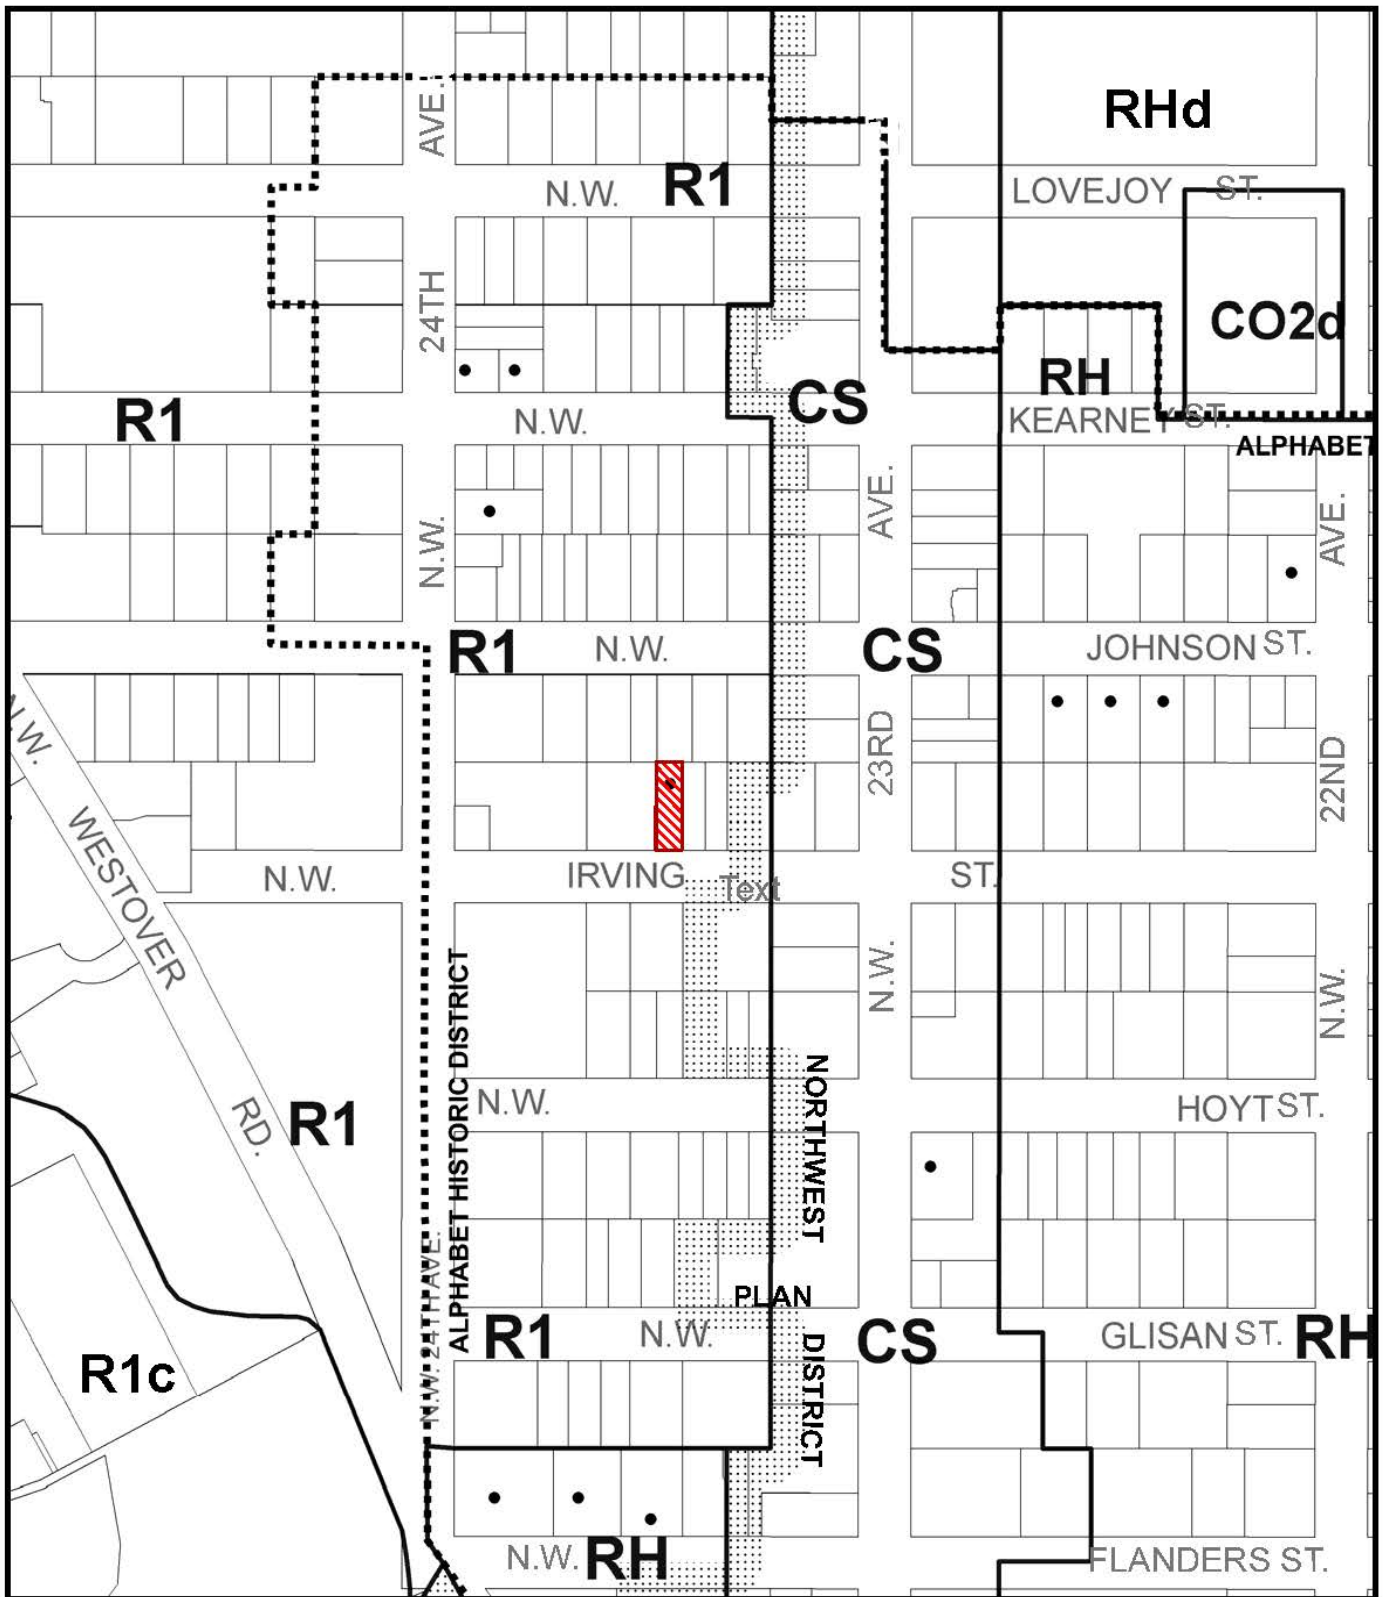 RHd
AVE.
R1
N.W.
LOVEJOY ST.
24TH
CO2d
RH
CS
R1
N.W.
KEARNEY ST.
ALPHABET
AVE.
AVE.
N.W.
R1
N.W.
CS
JOHNSON ST.
N.W.
23RD
22ND
WESTOVER
N.W.
IRVING
Text
ST.
N.W.
N.W.
ALPHABET HISTORIC DISTRICT
NORTHWEST
N.W.
HOYT ST.
RD.
R1
N.W. 24TH AVE.
PLAN
R1
N.W.
CS
GLISAN ST.
RH
R1c
DISTRICT
N.W.
RH
FLANDERS ST.